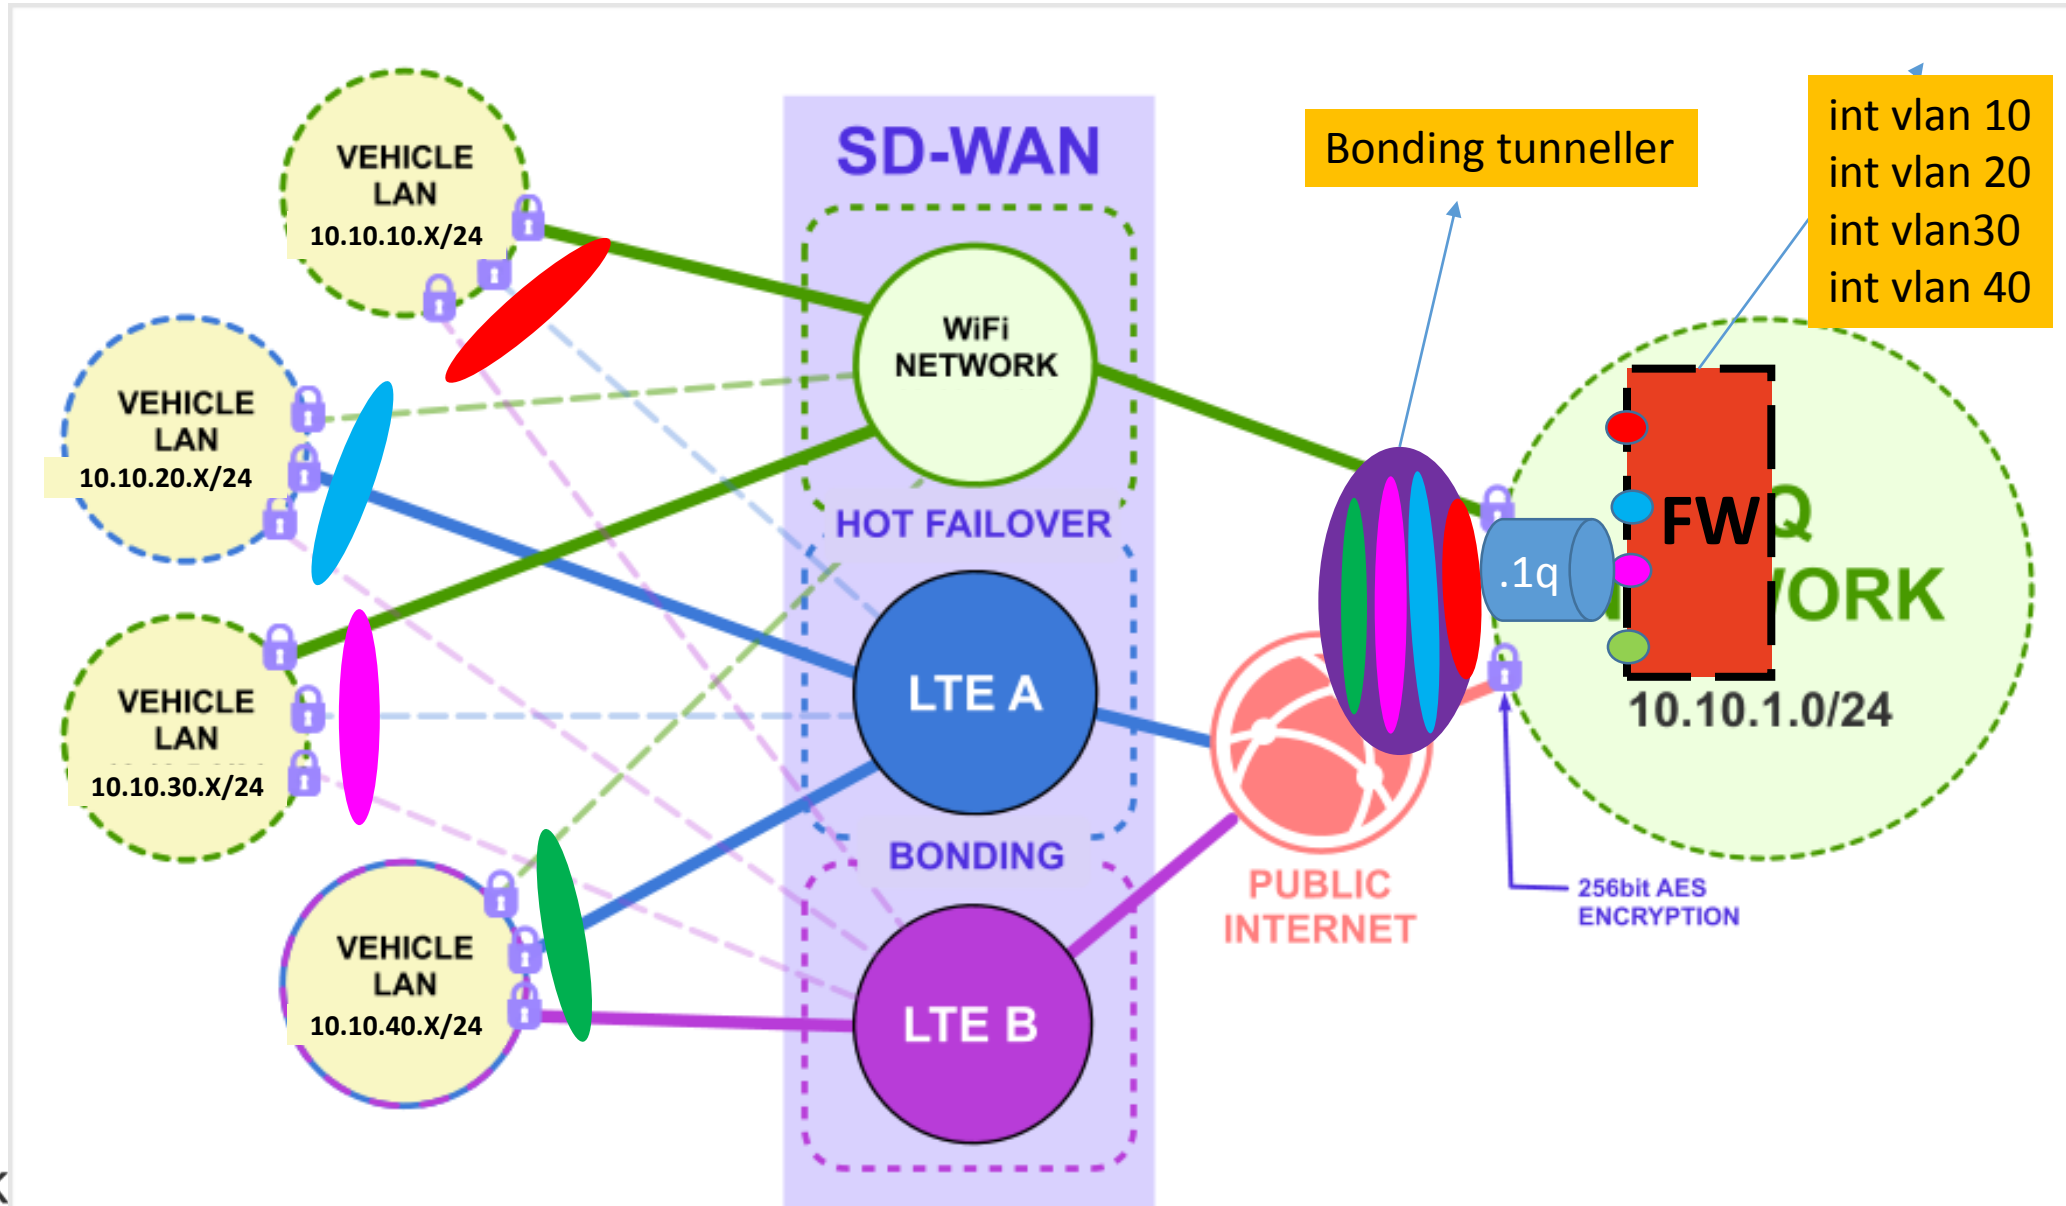 VEHICLE
LAN
10.10.10.X/24
VEHICLE
LAN
10.10.20.X/24
VEHICLE
LAN
10.10.30.X/24
VEHICLE
LAN
10.10.40.X/24
SD-WAN
WiFi
NETWORK
HOT FAILOVER
LTE A
BONDING
LTE B
Bonding tunneller
int vlan 10
int vlan 20
int vlan30
int vlan 40
PUBLIC
INTERNET
.1q
FW
Q
WORK
10.10.1.0/24
256bit AES
ENCRYPTION